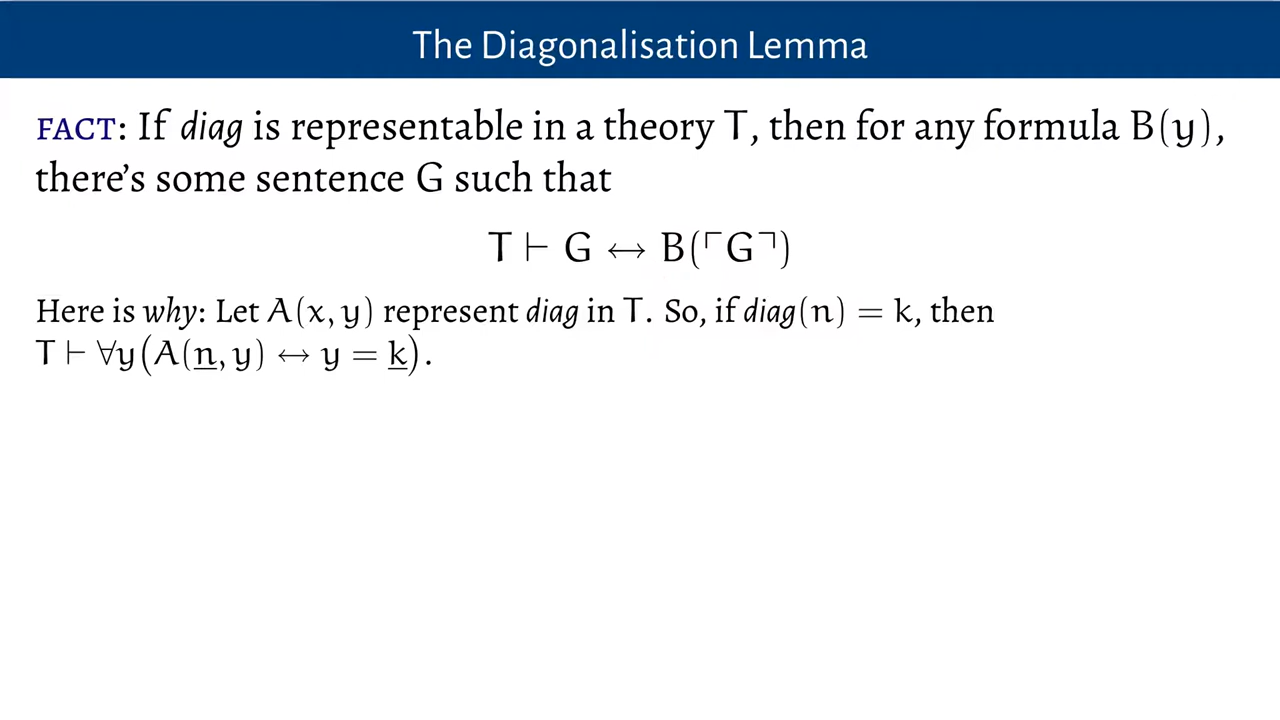 The Diagonalisation Lemma
FACT: If diag is representable in a theory T, then for any formula B(y),
there’s some sentence G such that
T ⊢ G ↔ B(⌜G⌝)
Here is why: Let A(x, y) represent diag in T. So, if diag(n) = k, then
T ⊢ ∀y(A(n̲, y) ↔ y = k̲).